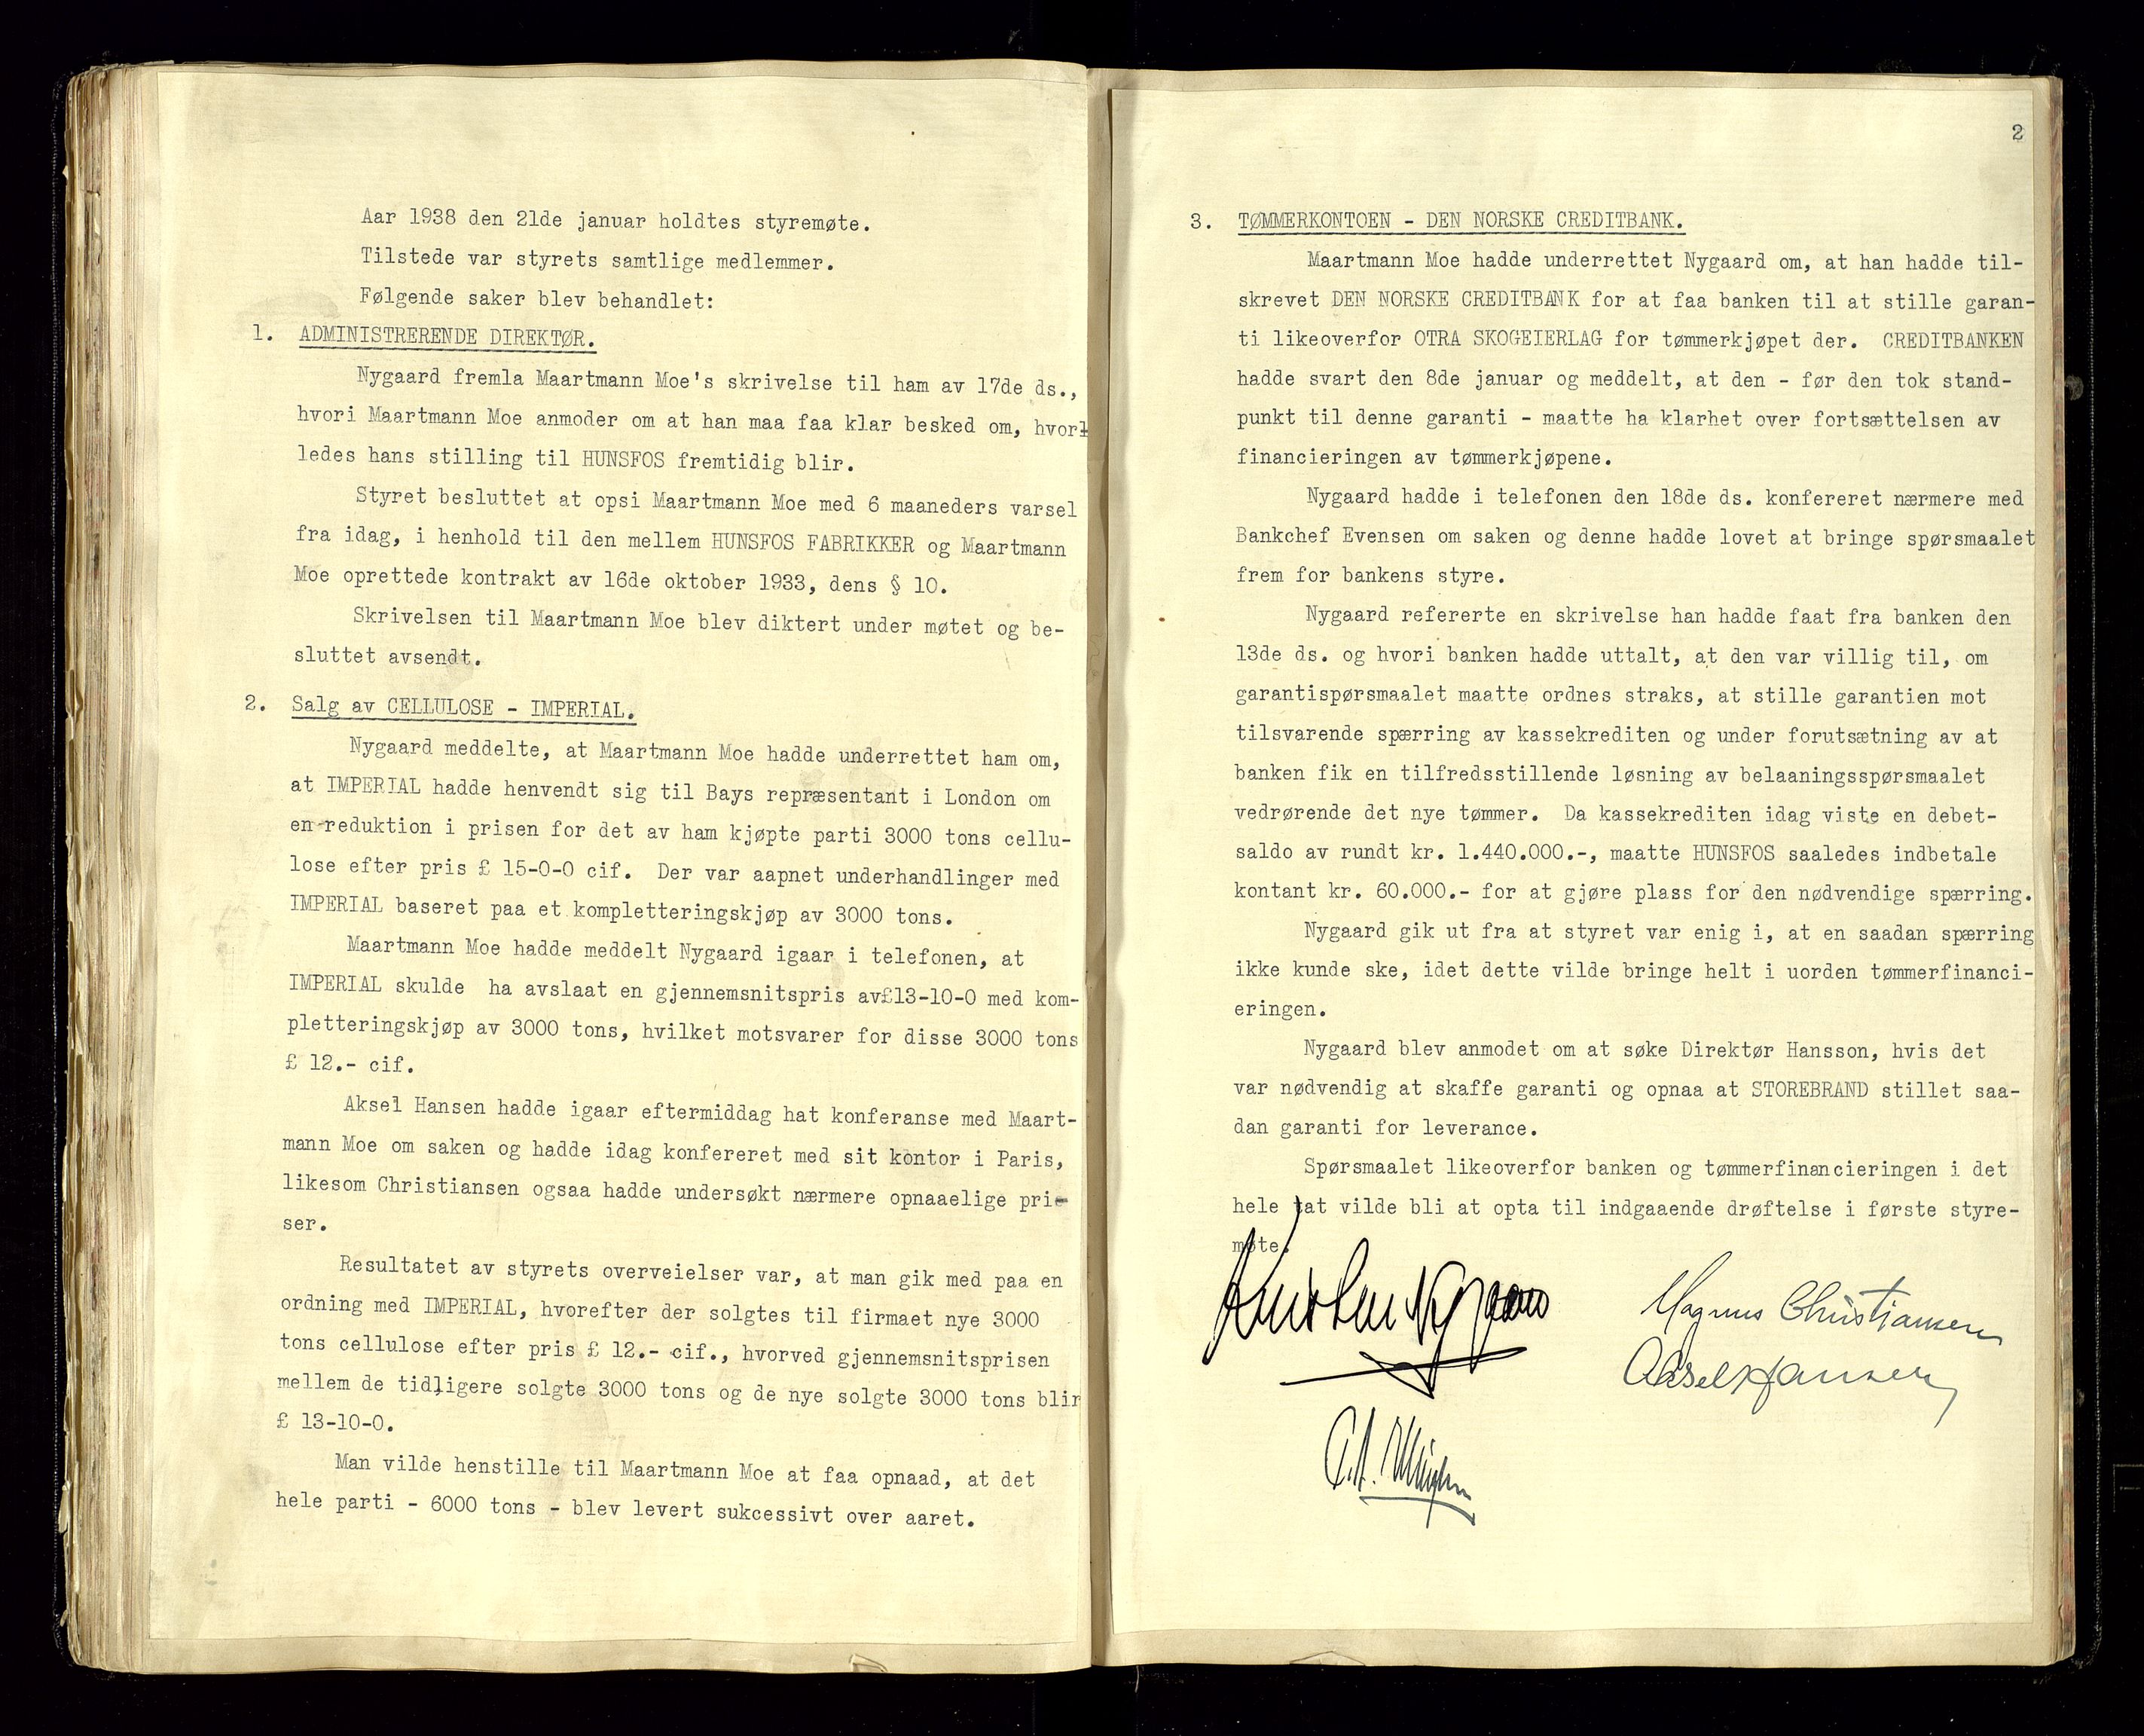 Aar 1938 den 21de januar holdtes styremøte.
Tilstede var styrets samtlige medlemmer.
Følgende saker blev behandlet:
1. ADMINISTRERENDE DIREKTØR.
Nygaard fremla Maartmann Moe's skrivelse til ham av 17de ds.,
hvori Maartmann Moe anmoder om at han maa faa klar besked om, hvorl
ledes hans stilling til HUNSFOS fremtidig blir.
Styret besluttet at opsi Maartmann Moe med 6 maaneders varsel
fra idag, i henhold til den mellem HUNSFOS FABRIKKER og Maartmann
Moe oprettede kontrakt av 16de oktober 1933, dens § 10.
Skrivelsen til Maartmann Moe blev diktert under møtet og be-
sluttet avsendt.
2. Salg av CELLULOSE - IMPERIAL.
Nygaard meddelte, at Maartmann Moe hadde underrettet ham om,
at IMPERIAL hadde henvendt sig til Bays repræsentant i London om
en reduktion i prisen for det av ham kjøpte parti 3000 tons cellu-
lose efter pris £ 15-0-0 cif. Der var aapnet underhandlinger med
IMPERIAL baseret paa et kompletteringskjøp av 3000 tons.
Maartmann Moe hadde meddelt Nygaard igaar i telefonen, at
IMPERIAL skulde ha avslaat en gjennemsnitspris av£13-10-0 med kom-
pletteringskjøp av 3000 tons, hvilket motsvarer for disse 3000 tons
£ 12.- cif.
Aksel Hansen hadde igaar eftermiddag hat konferanse med Maart-
mann Moe om saken og hadde idag konfereret med sit kontor i Paris,
likesom Christiansen ogsaa hadde undersøkt nærmere opnaaelige pri-
ser.
Resultatet av styrets overveielser var, at man gik med paa en
ordning med IMPERIAL, hvorefter der solgtes til firmaet nye 3000
tons cellulose efter pris £ 12.- cif., hvorved gjennemsnitsprisen
mellem de tidligere solgte 3000 tons og de nye solgte 3000 tons blir
£ 13-10-0.
Man vilde henstille til Maartmann Moe at faa opnaad, at det
hele parti - 6000 tons - blev levert sukcessivt over aaret.
2
3. TØMMERKONTOEN - DEN NORSKE CREDITBANK.
Maartmann Moe hadde underrettet Nygaard om, at han hadde til-
skrevet DEN NORSKE CREDITBANK for at faa banken til at stille garan-
ti likeoverfor OTRA SKOGEIERLAG for tømmerkjøpet der. CREDITBANKEN
hadde svart den 8de januar og meddelt, at den - før den tok stand-
punkt til denne garanti - maatte ha klarhet over fortsættelsen av
financieringen av tømmerkjøpene.
Nygaard hadde i telefonen den 18de ds. konfereret nærmere med
Bankchef Evensen om saken og denne hadde lovet at bringe spørsmaalet
frem for bankens styre.
Nygaard refererte en skrivelse han hadde faat fra banken den
13de ds. og hvori banken hadde uttalt, at den var villig til, om
garantispørsmaalet maatte ordnes straks, at stille garantien mot
tilsvarende spærring av kassekrediten og under forutsætning av at
banken fik en tilfredsstillende løsning av belaaningsspørsmaalet
vedrørende det nye tømmer. Da kassekrediten idag viste en debet-
saldo av rundt kr. 1.440.000.-, maatte HUNSFOS saaledes indbetale
kontant kr. 60.000.- for at gjøre plass for den nødvendige spærring.
Nygaard gik ut fra at styret var enig i, at en saadan spærring
ikke kunde ske, idet dette vilde bringe helt i uorden tømmerfinanci-
eringen.
Nygaard blev anmodet om at søke Direktør Hansson, hvis det
var nødvendig at skaffe garanti og opnaa at STOREBRAND stillet saa-
dan garanti for leverance.
Spørsmaalet likeoverfor banken og tømmerfinancieringen i det
hele tat vilde bli at opta til indgaaende drøftelse i første styre-
møte.
Nygaard
Magnus Christiansen
Aksel Hansen